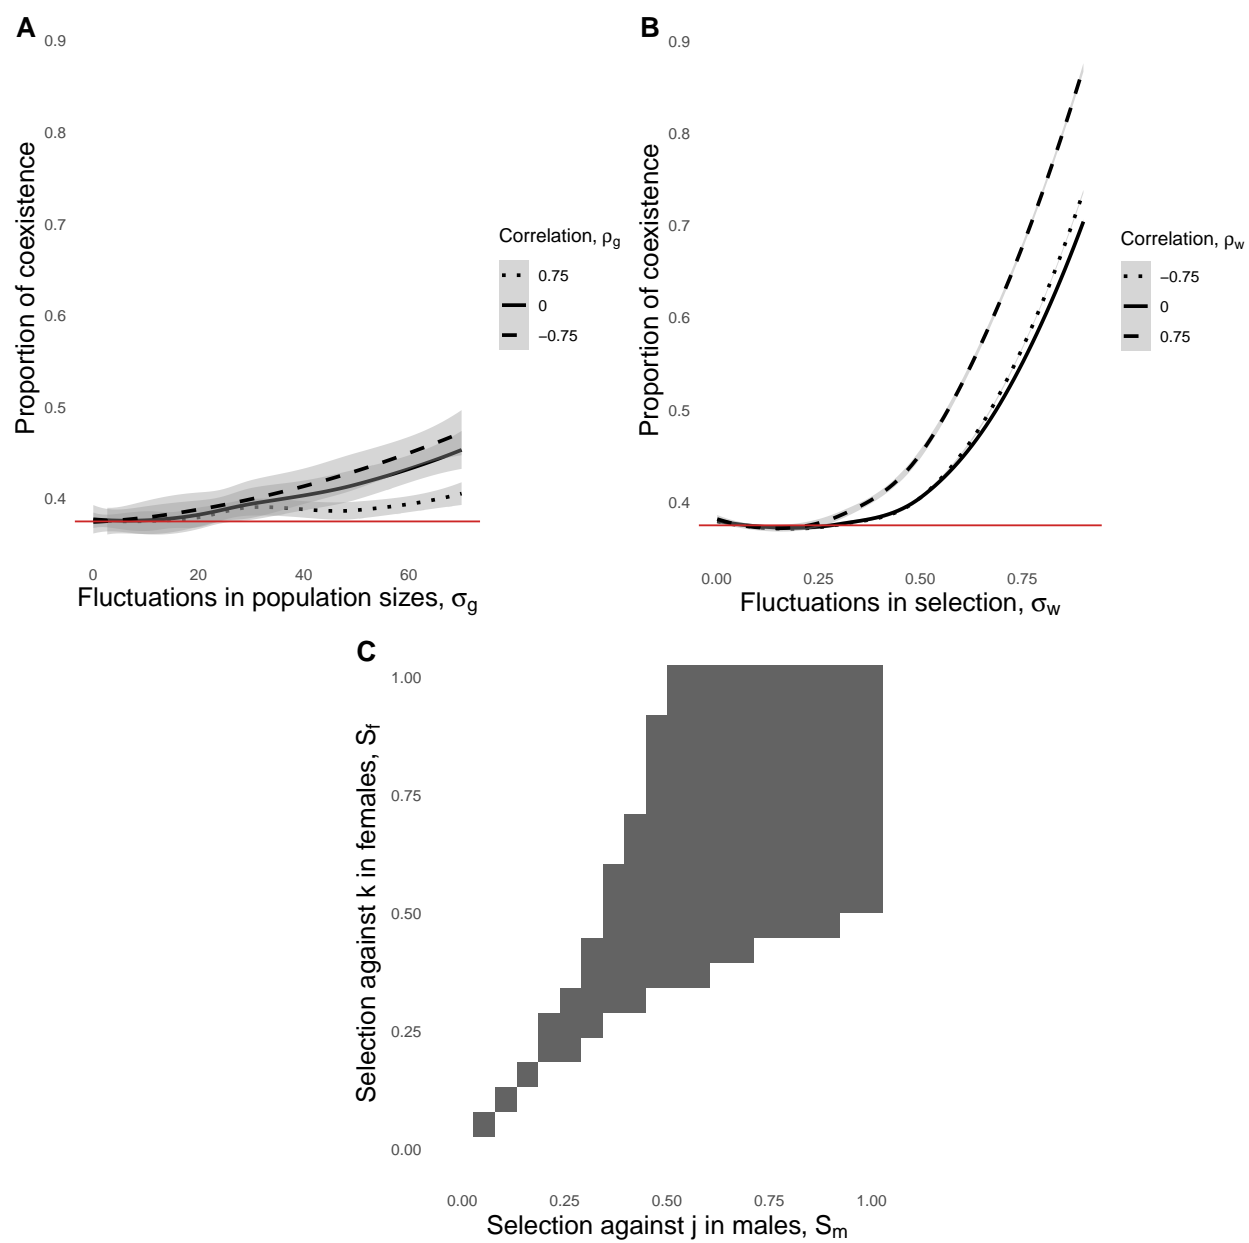 A
0.9
0.8
0.7
0.6
0.5
0.4
Proportion of coexistence
0 20 40 60
Fluctuations in population sizes, σg
Correlation, ρg
0.75
0
−0.75
B
0.9
0.8
0.7
0.6
0.5
0.4
Proportion of coexistence
0.00 0.25 0.50 0.75
Fluctuations in selection, σw
Correlation, ρw
−0.75
0
0.75
C
1.00
0.75
0.50
0.25
0.00
Selection against k in females, Sf
0.00 0.25 0.50 0.75 1.00
Selection against j in males, Sm